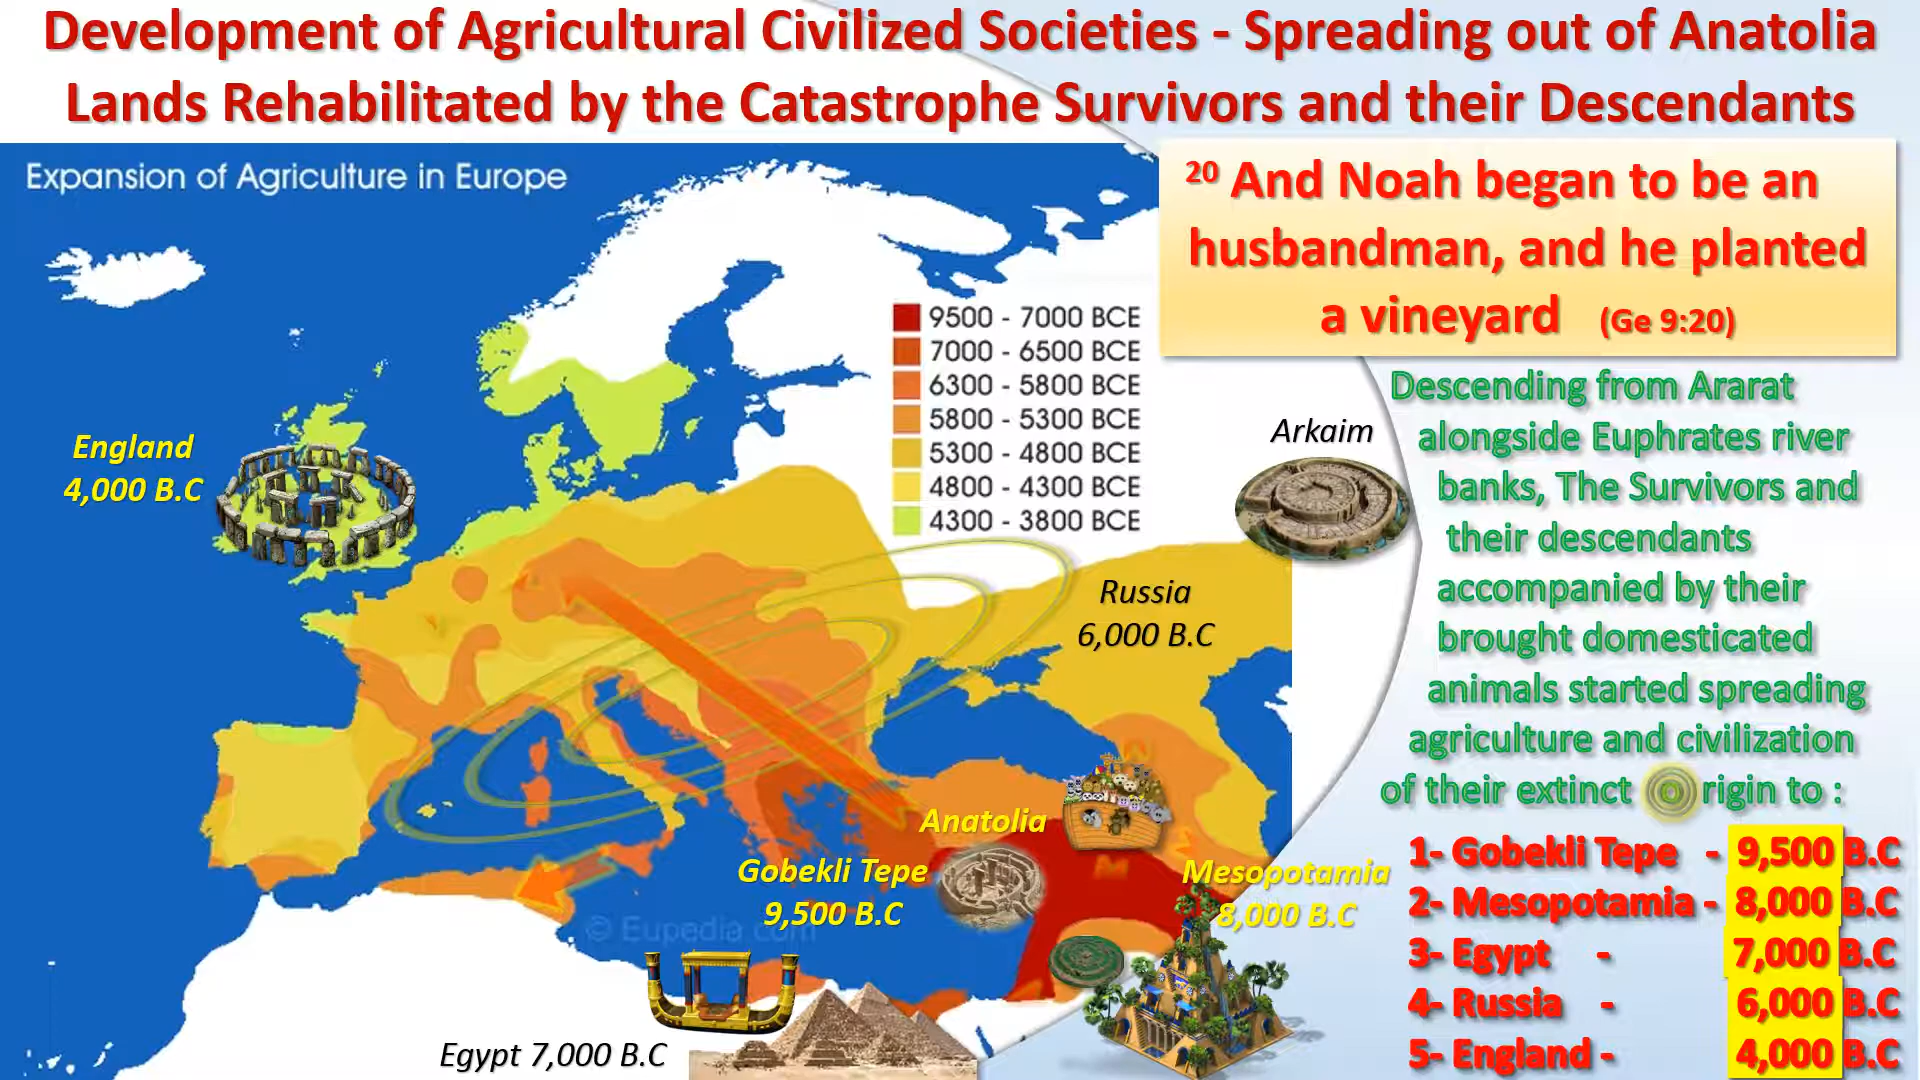 Development of Agricultural Civilized Societies - Spreading out of Anatolia
Lands Rehabilitated by the Catastrophe Survivors and their Descendants
Expansion of Agriculture in Europe
20 And Noah began to be an
husbandman, and he planted
a vineyard (Ge 9:20)
9500 - 7000 BCE
7000 - 6500 BCE
6300 - 5800 BCE
5800 - 5300 BCE
5300 - 4800 BCE
4800 - 4300 BCE
4300 - 3800 BCE
England
4,000 B.C
Arkaim
Russia
6,000 B.C
Anatolia
Gobekli Tepe
9,500 B.C
Mesopotamia
8,000 B.C
© Eupedia.com
Egypt 7,000 B.C
Descending from Ararat
alongside Euphrates river
banks, The Survivors and
their descendants
accompanied by their
brought domesticated
animals started spreading
agriculture and civilization
of their extinct origin to :
1- Gobekli Tepe - 9,500 B.C
2- Mesopotamia - 8,000 B.C
3- Egypt - 7,000 B.C
4- Russia - 6,000 B.C
5- England - 4,000 B.C